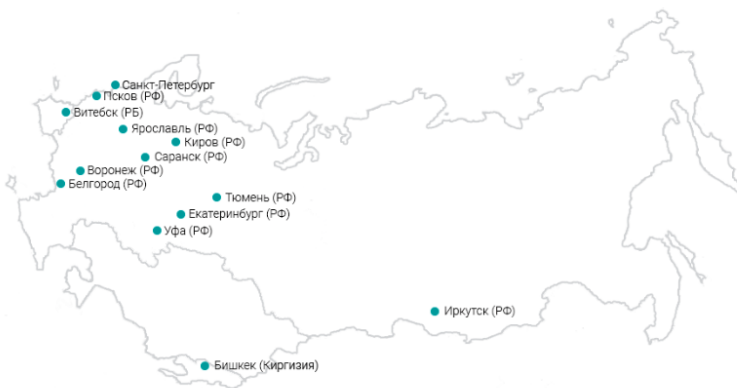 Санкт-Петербург
Псков (РФ)
Витебск (РБ)
Ярославль (РФ)
Киров (РФ)
Саранск (РФ)
Воронеж (РФ)
Белгород (РФ)
Тюмень (РФ)
Екатеринбург (РФ)
Уфа (РФ)
Иркутск (РФ)
Бишкек (Киргизия)